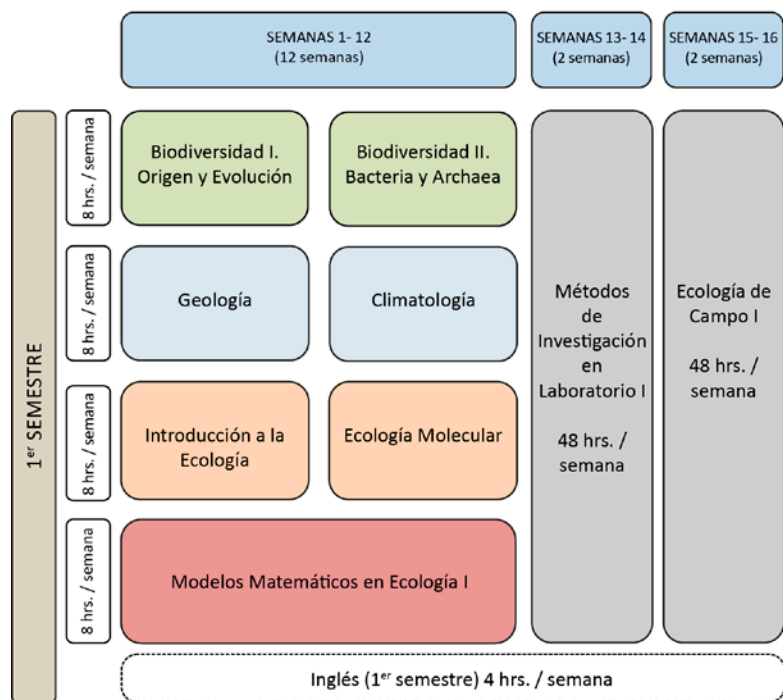 SEMANAS 1- 12
(12 semanas)
SEMANAS 13- 14
(2 semanas)
SEMANAS 15- 16
(2 semanas)
1er SEMESTRE
8 hrs. / semana
Biodiversidad I.
Origen y Evolución
Biodiversidad II.
Bacteria y Archaea
8 hrs. / semana
Geología
Climatología
8 hrs. / semana
Introducción a la
Ecología
Ecología Molecular
8 hrs. / semana
Modelos Matemáticos en Ecología I
Métodos
de
Investigación
en
Laboratorio I
48 hrs. /
semana
Ecología de
Campo I
48 hrs. /
semana
Inglés (1er semestre) 4 hrs. / semana